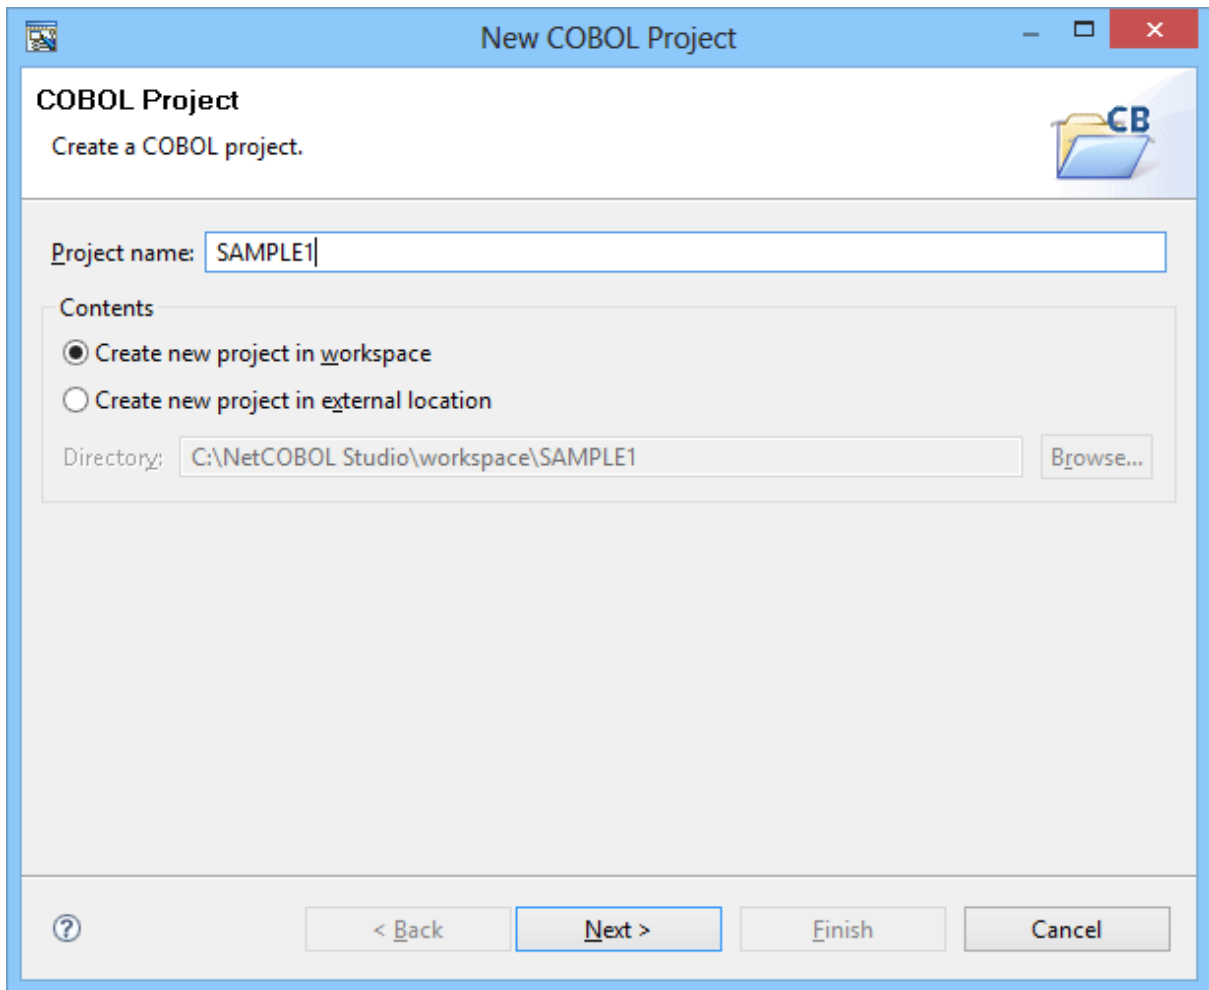 New COBOL Project
COBOL Project
Create a COBOL project.
CB
Project name: SAMPLE1
Contents
Create new project in workspace
Create new project in external location
Directory: C:\NetCOBOL Studio\workspace\SAMPLE1 Browse...
? < Back Next > Finish Cancel